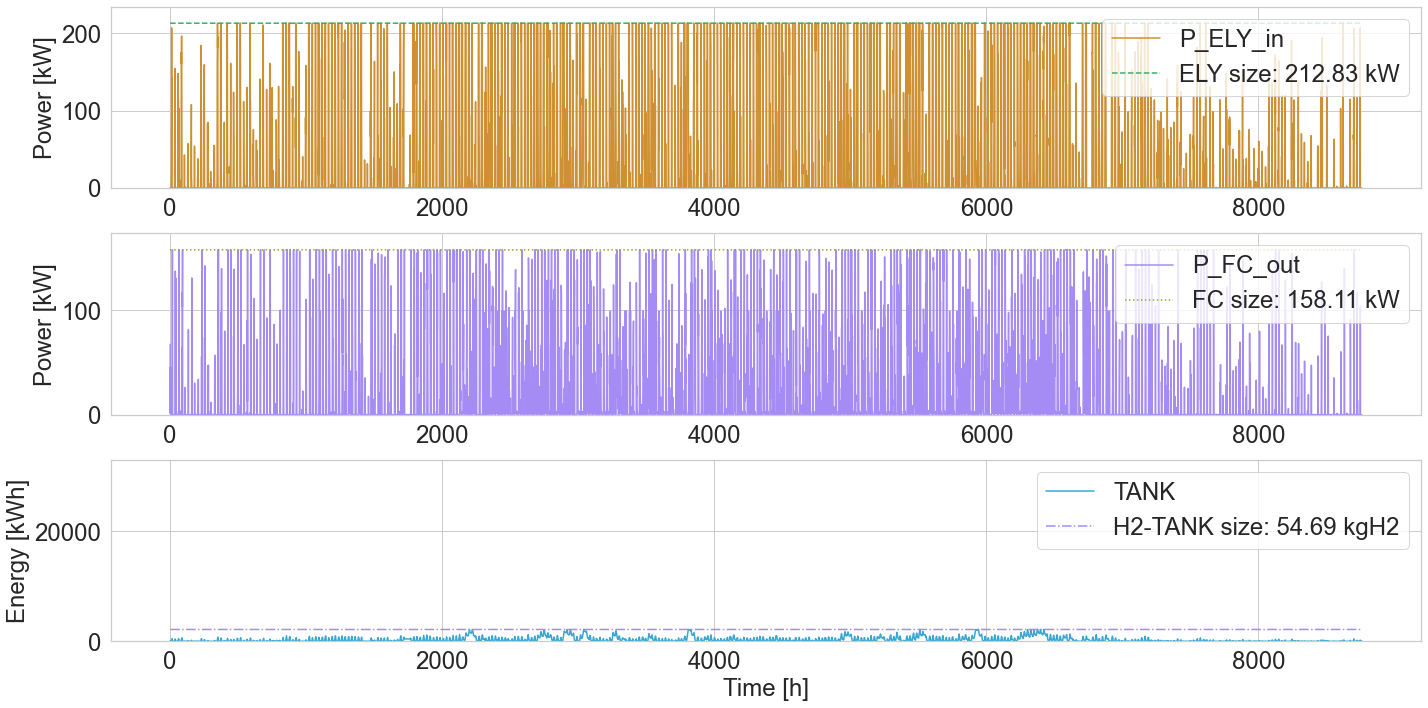 Power [kW]
200
100
0
P_ELY_in
ELY size: 212.83 kW
0 2000 4000 6000 8000
Power [kW]
100
0
P_FC_out
FC size: 158.11 kW
0 2000 4000 6000 8000
Energy [kWh]
20000
0
TANK
H2-TANK size: 54.69 kgH2
0 2000 4000 6000 8000
Time [h]